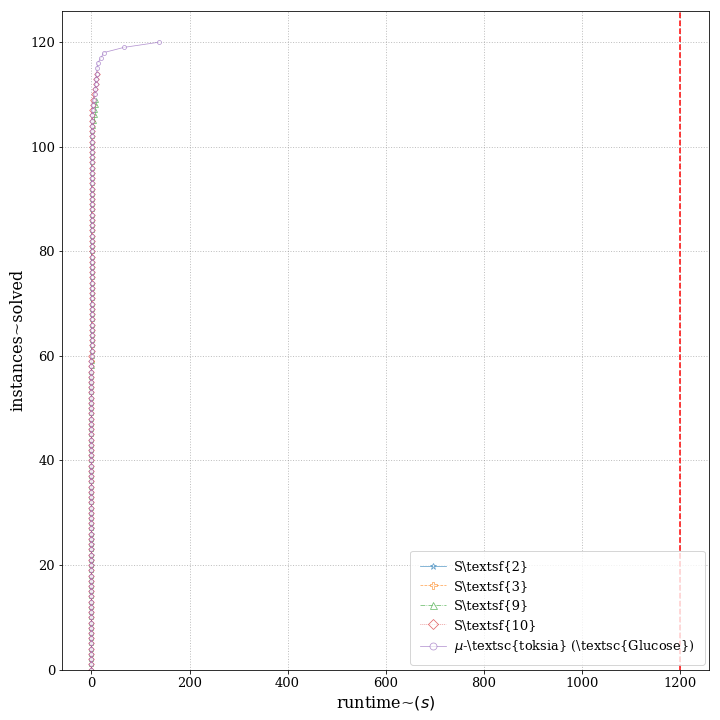 120
100
80
60
40
20
0
instances~solved
0 200 400 600 800 1000 1200
runtime~(s)
S\textsf{2}
S\textsf{3}
S\textsf{9}
S\textsf{10}
μ-\textsc{toksia} (\textsc{Glucose})